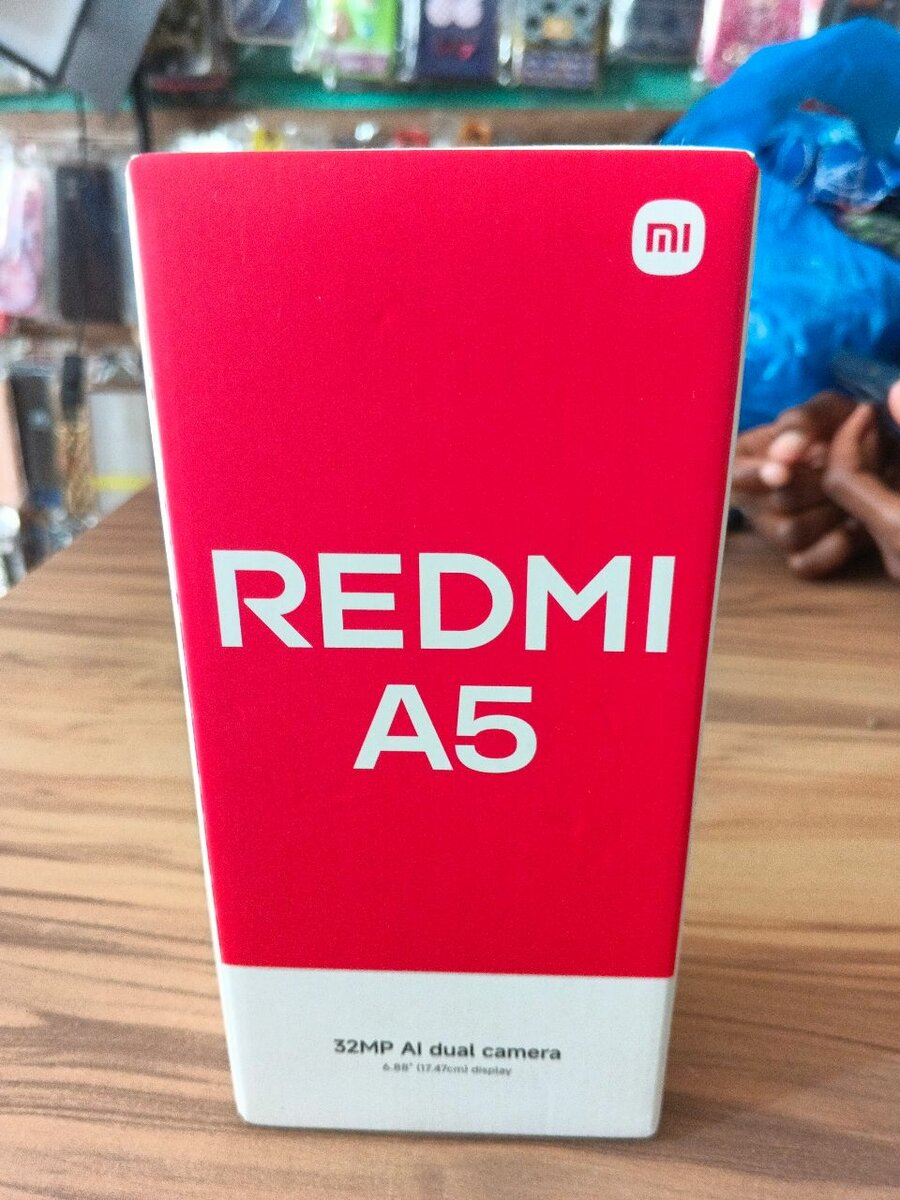 mi
REDMI
A5
32MP AI dual camera
6.88" (17.47cm) display